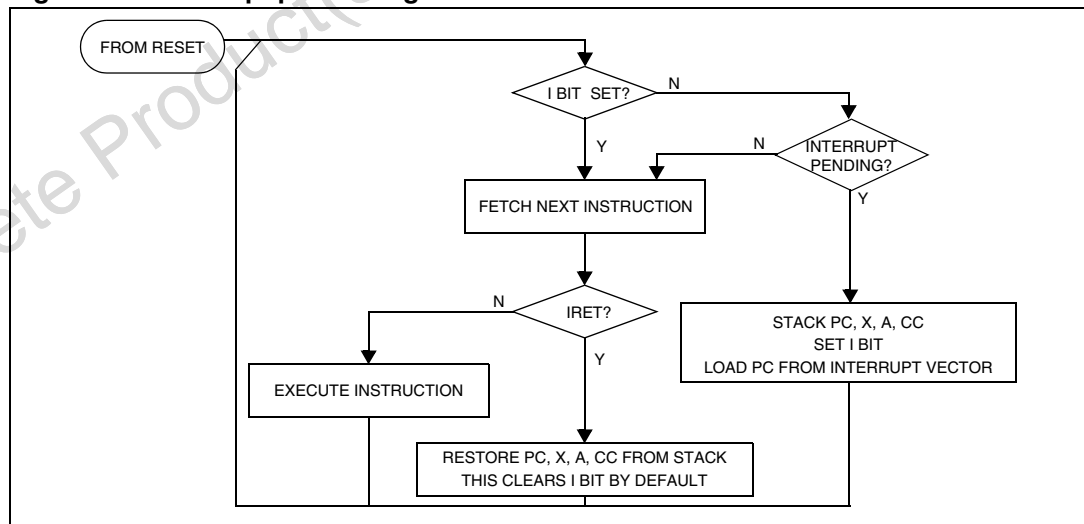 FROM RESET
I BIT SET?
N
Y
N
INTERRUPT
PENDING?
Y
FETCH NEXT INSTRUCTION
N
IRET?
Y
STACK PC, X, A, CC
SET I BIT
LOAD PC FROM INTERRUPT VECTOR
EXECUTE INSTRUCTION
RESTORE PC, X, A, CC FROM STACK
THIS CLEARS I BIT BY DEFAULT